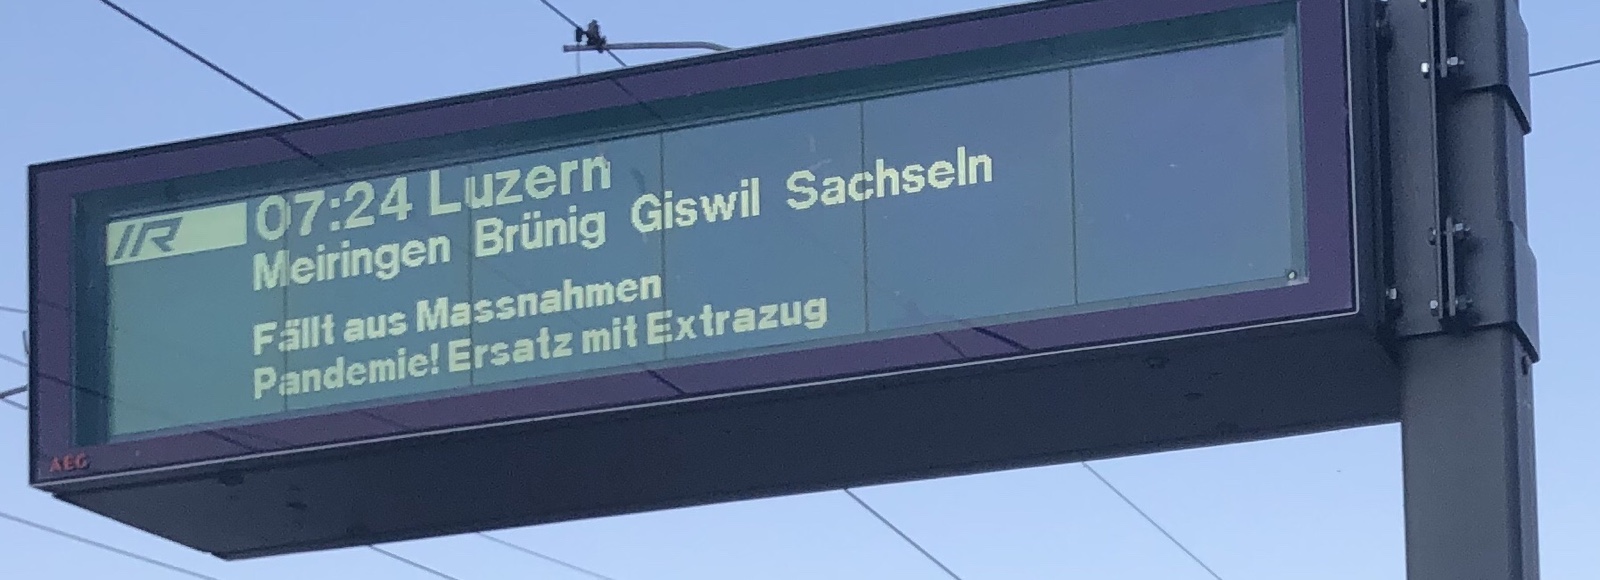 IR 07:24 Luzern
Meiringen Brünig Giswil Sachseln
Fällt aus Massnahmen
Pandemie! Ersatz mit Extrazug
AEG